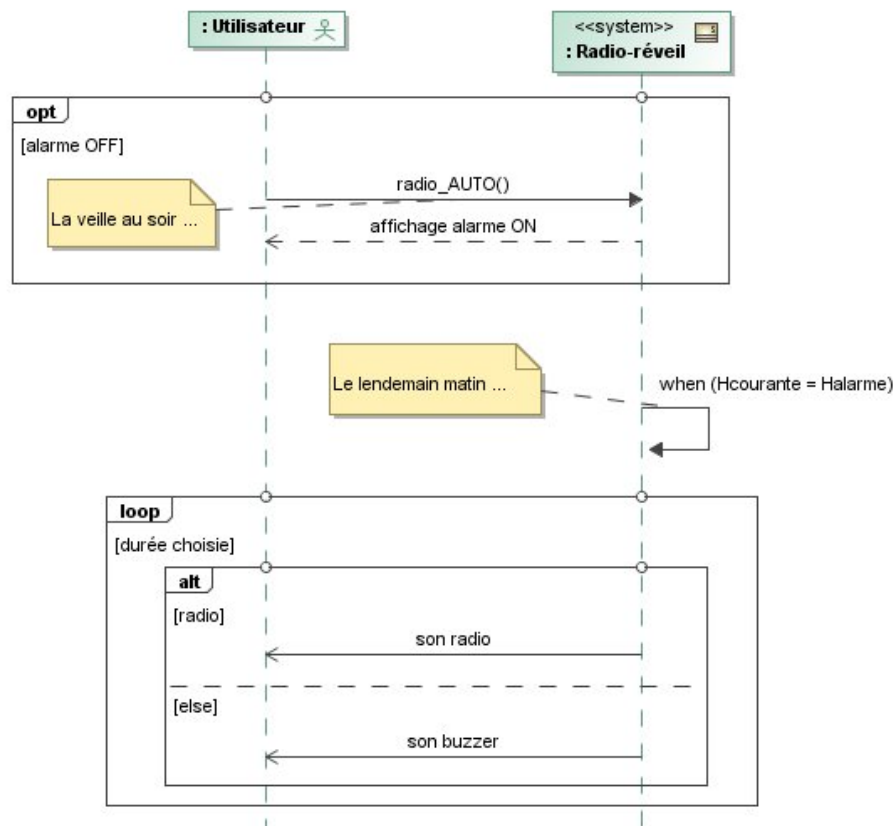 : Utilisateur
<<system>>
: Radio-réveil
opt
[alarme OFF]
radio_AUTO()
La veille au soir ...
affichage alarme ON
Le lendemain matin ...
when (Hcourante = Halarme)
loop
[durée choisie]
alt
[radio]
son radio
[else]
son buzzer